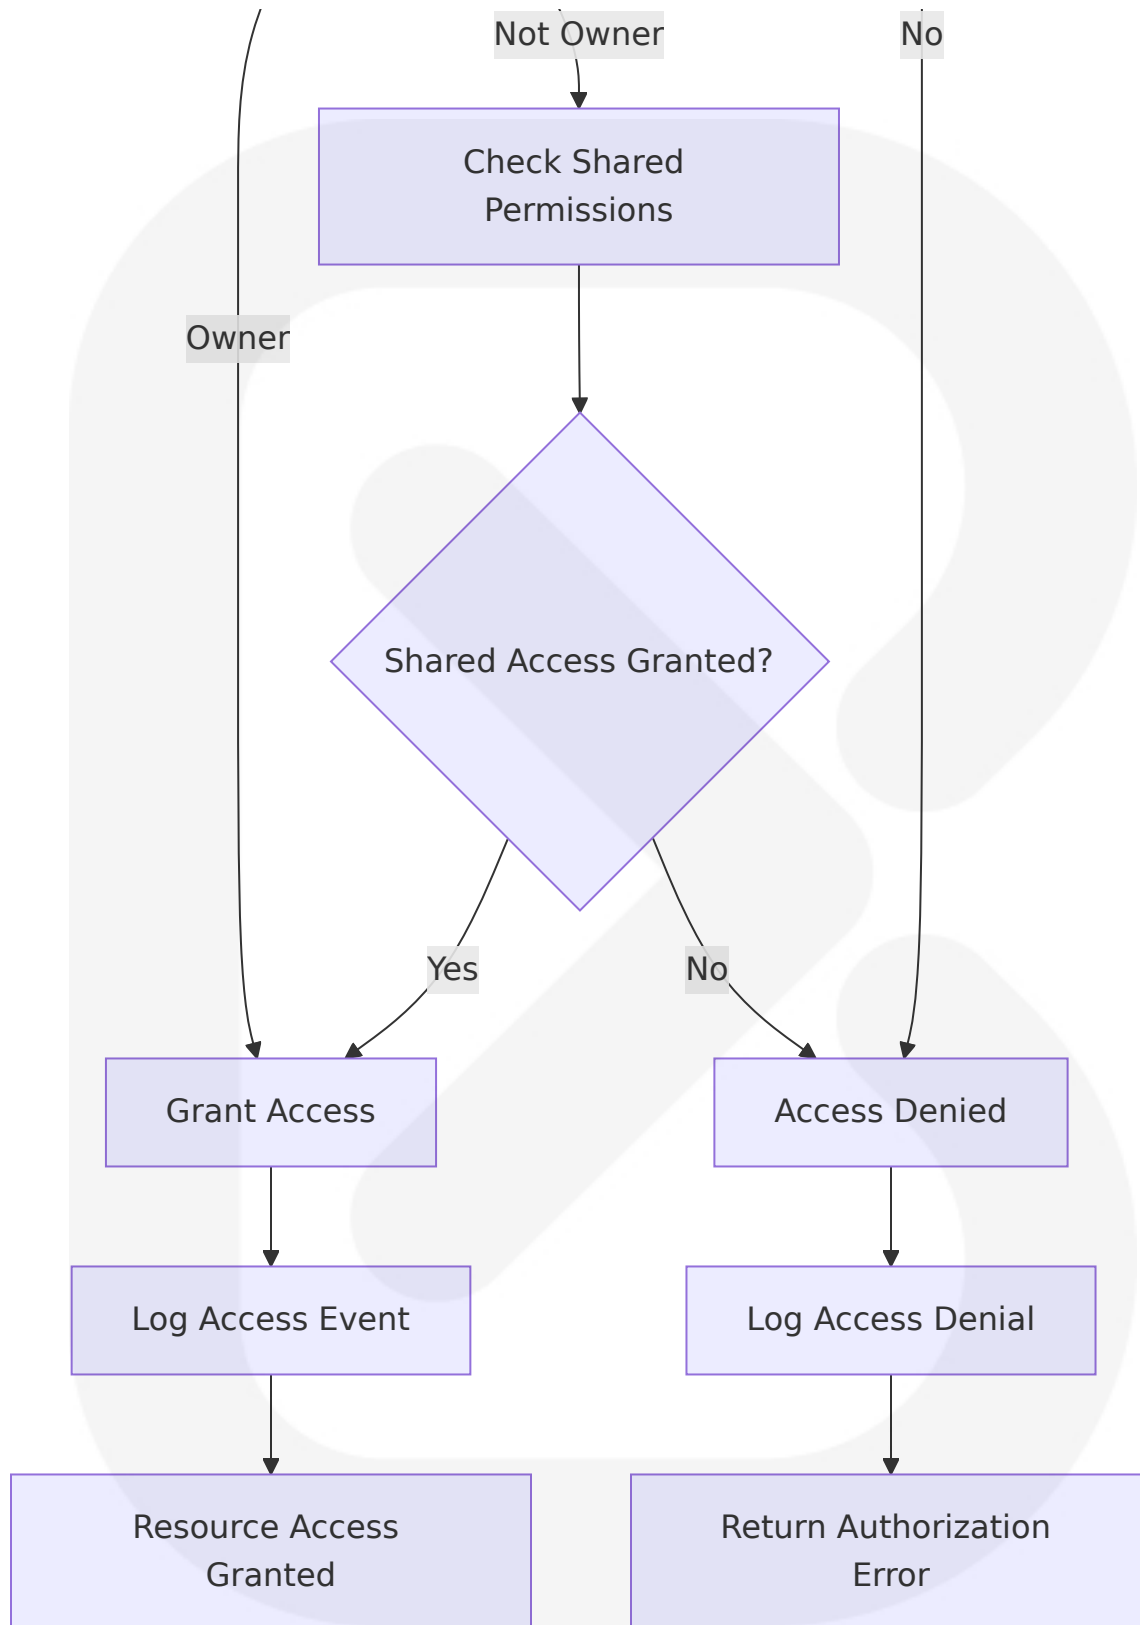 Not Owner
No
Check Shared
Permissions
Owner
Shared Access Granted?
Yes
No
Grant Access
Access Denied
Log Access Event
Log Access Denial
Resource Access
Granted
Return Authorization
Error